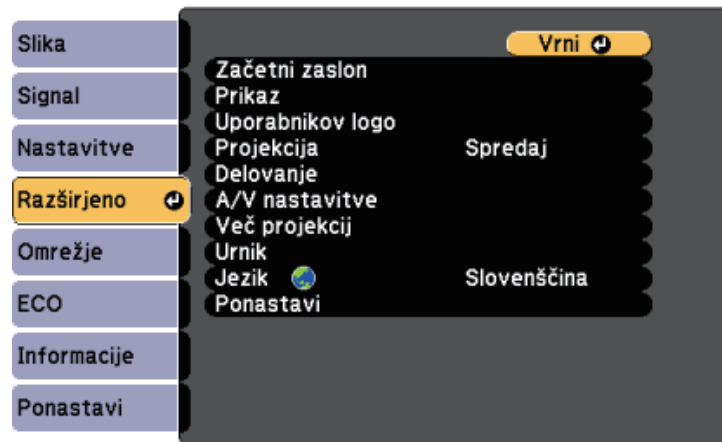 Slika
Signal
Nastavitve
Razširjeno
Omrežje
ECO
Informacije
Ponastavi
Vrni
Začetni zaslon
Prikaz
Uporabnikov logo
Projekcija Spredaj
Delovanje
A/V nastavitve
Več projekcij
Urnik
Jezik Slovenščina
Ponastavi